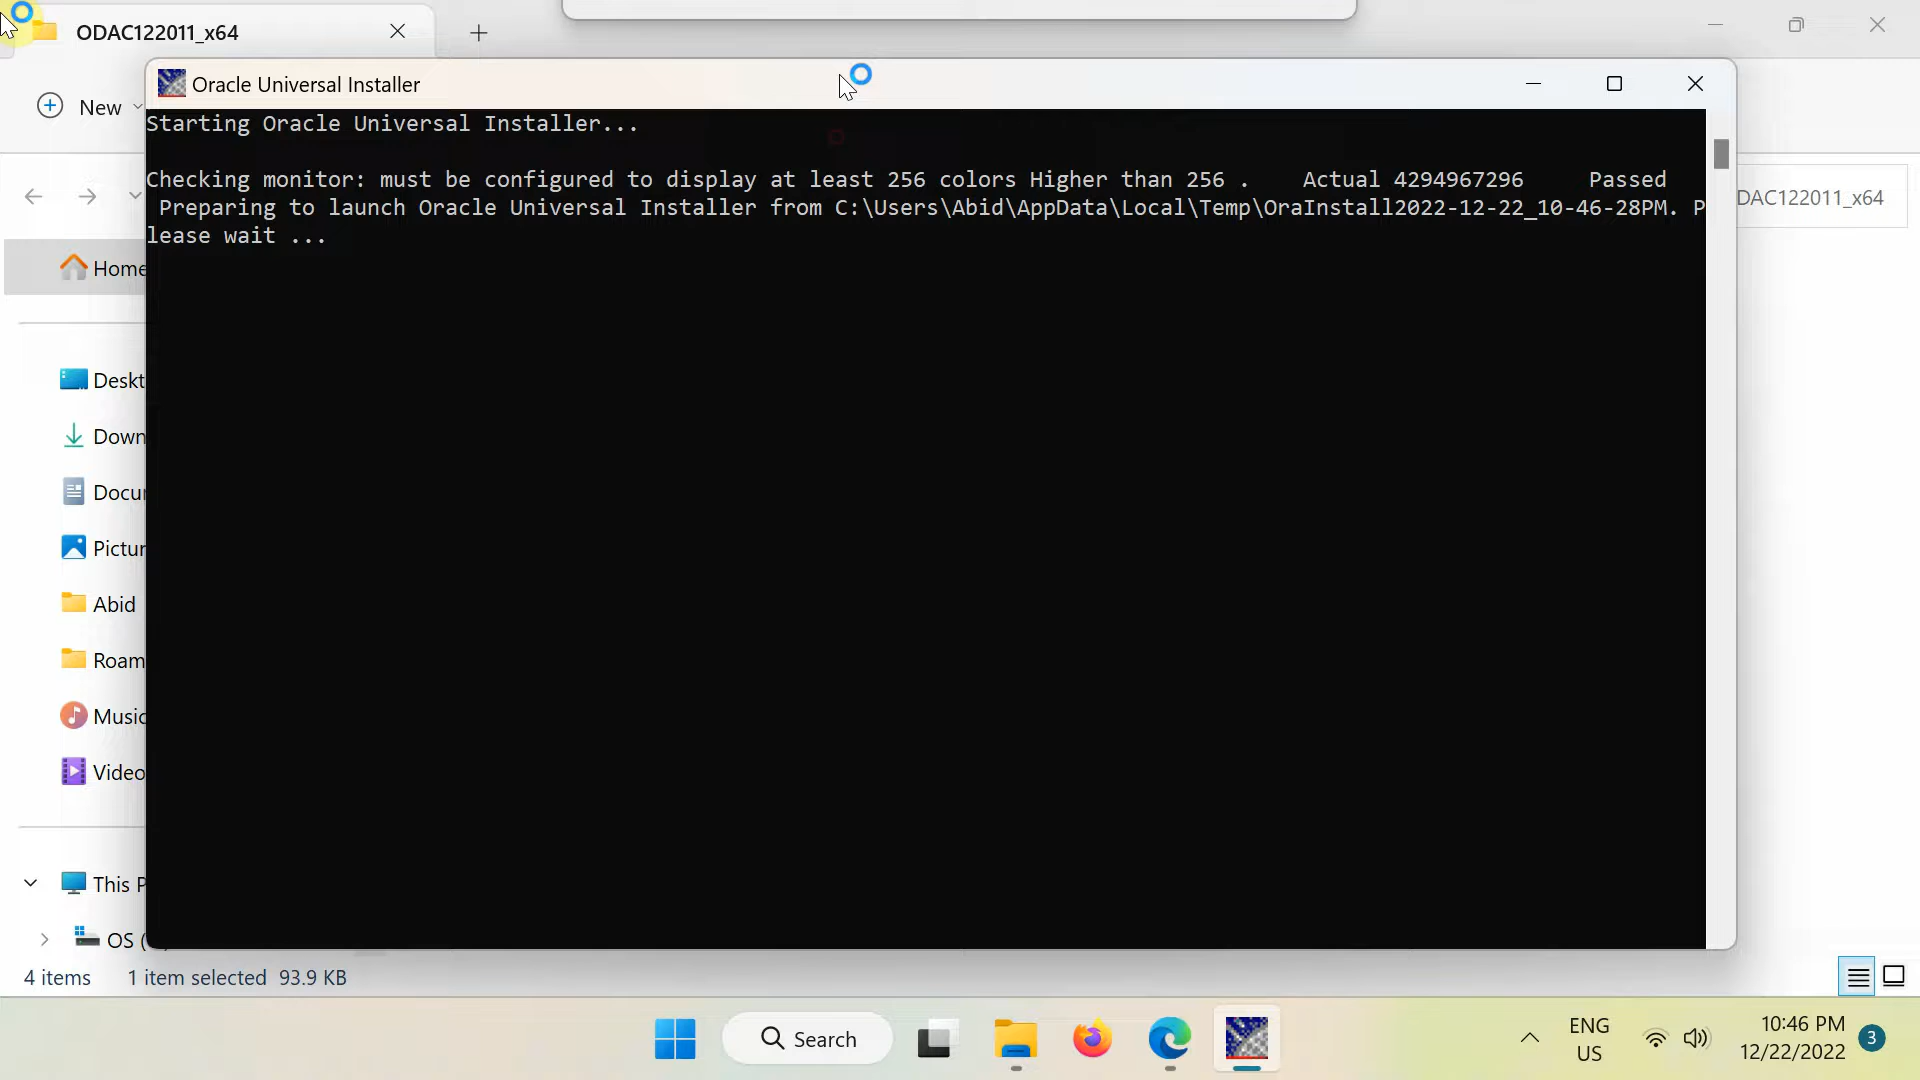 ODAC122011_x64
Oracle Universal Installer
New
Starting Oracle Universal Installer...
Checking monitor: must be configured to display at least 256 colors Higher than 256 .    Actual 4294967296     Passed
Preparing to launch Oracle Universal Installer from C:\Users\Abid\AppData\Local\Temp\OraInstall2022-12-22_10-46-28PM. P
lease wait ...
DAC122011_x64
Home
Deskt
Down
Docu
Pictur
Abid
Roam
Music
Video
This P
OS (
4 items 1 item selected 93.9 KB
Search
ENG
US
10:46 PM
12/22/2022
3